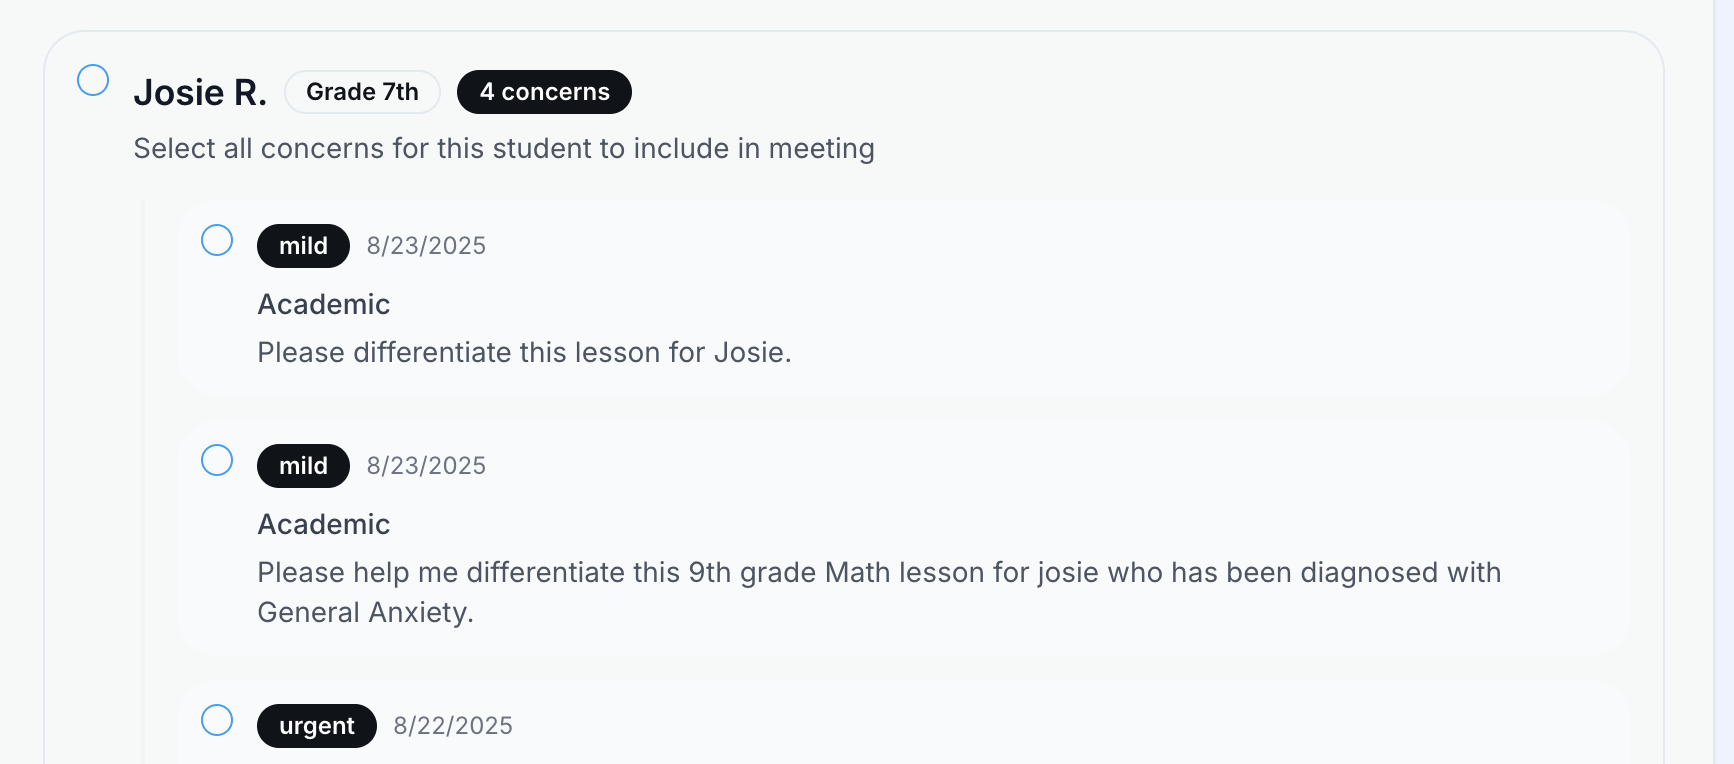 Josie R. Grade 7th 4 concerns
Select all concerns for this student to include in meeting
mild 8/23/2025
Academic
Please differentiate this lesson for Josie.
mild 8/23/2025
Academic
Please help me differentiate this 9th grade Math lesson for josie who has been diagnosed with
General Anxiety.
urgent 8/22/2025